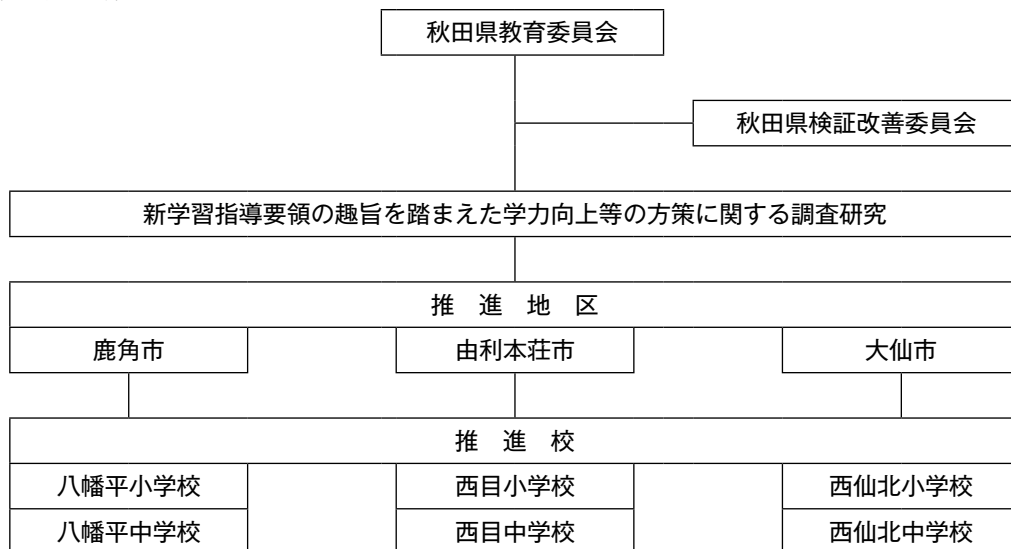 秋田県教育委員会
秋田県検証改善委員会
新学習指導要領の趣旨を踏まえた学力向上等の方策に関する調査研究
推 進 地 区
鹿角市 由利本荘市 大仙市
推 進 校
八幡平小学校 西目小学校 西仙北小学校
八幡平中学校 西目中学校 西仙北中学校